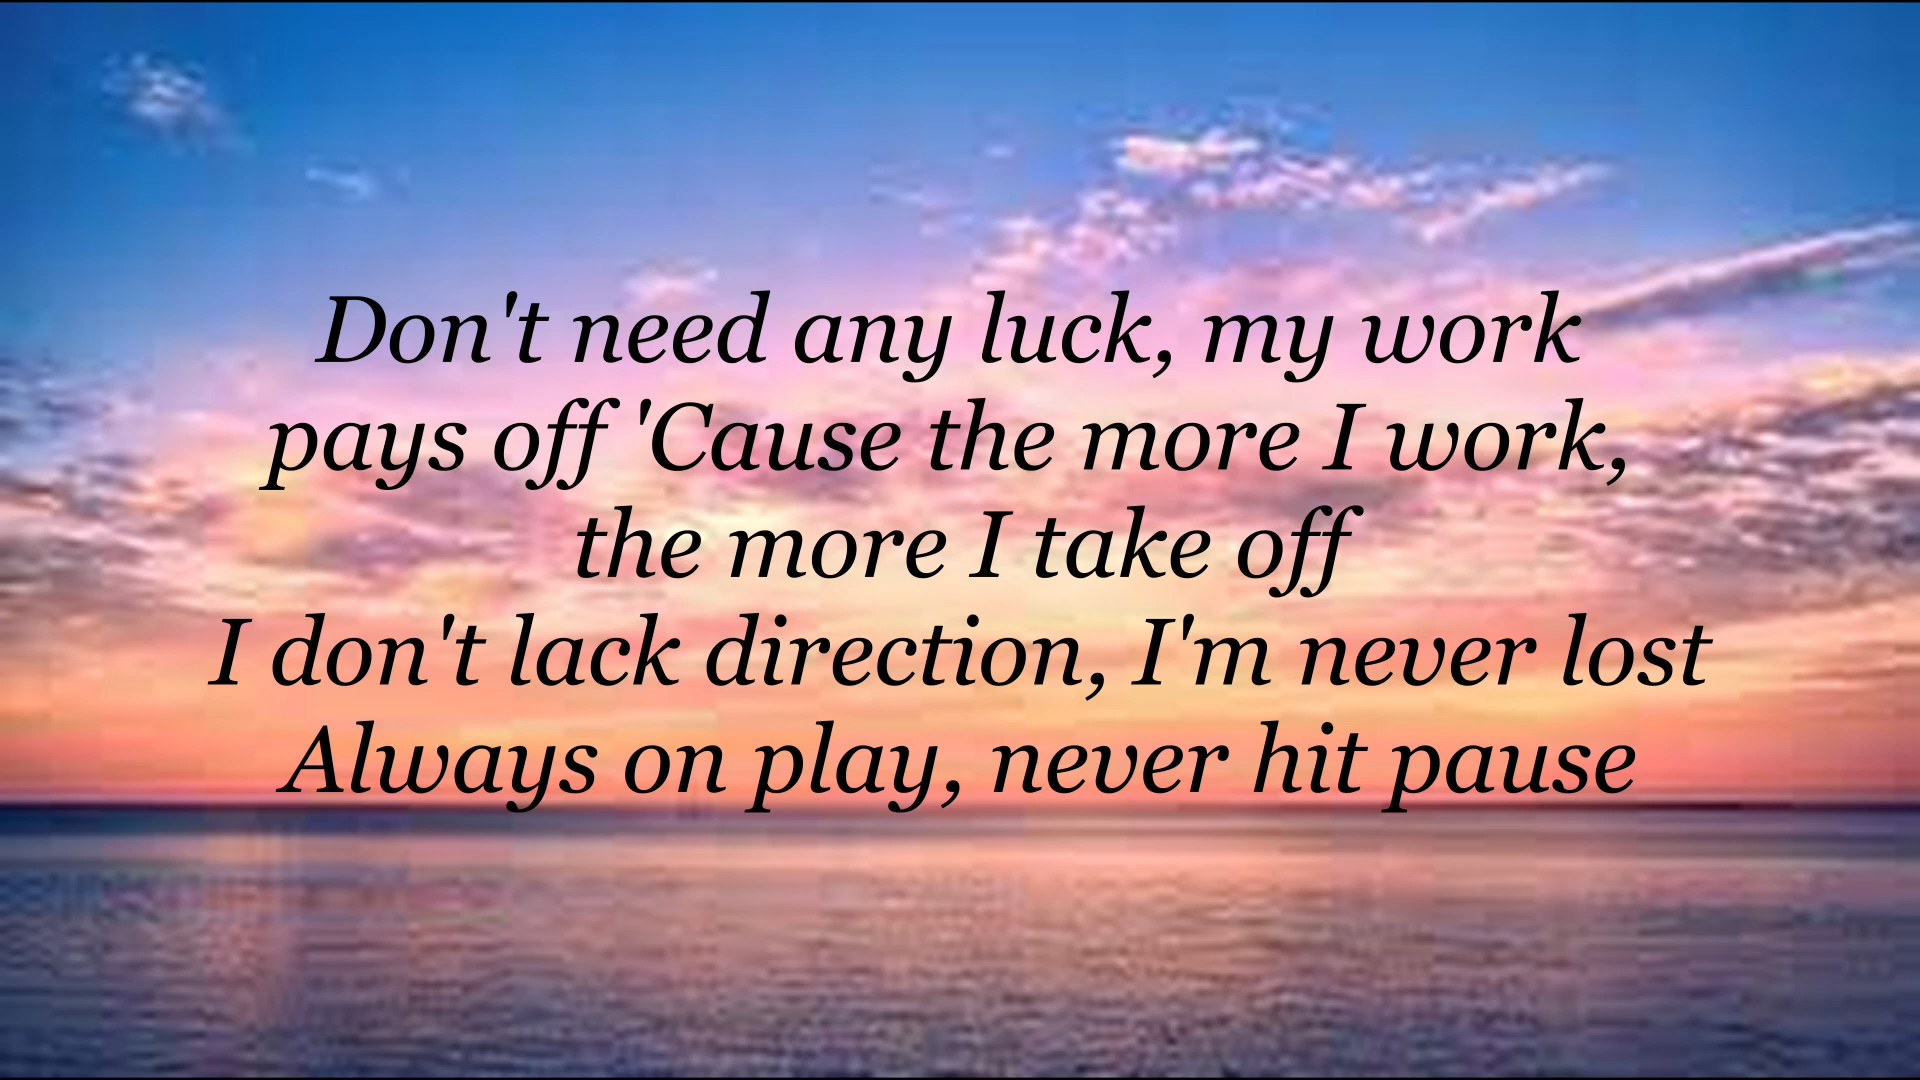 Don't need any luck, my work
pays off 'Cause the more I work,
the more I take off
I don't lack direction, I'm never lost
Always on play, never hit pause